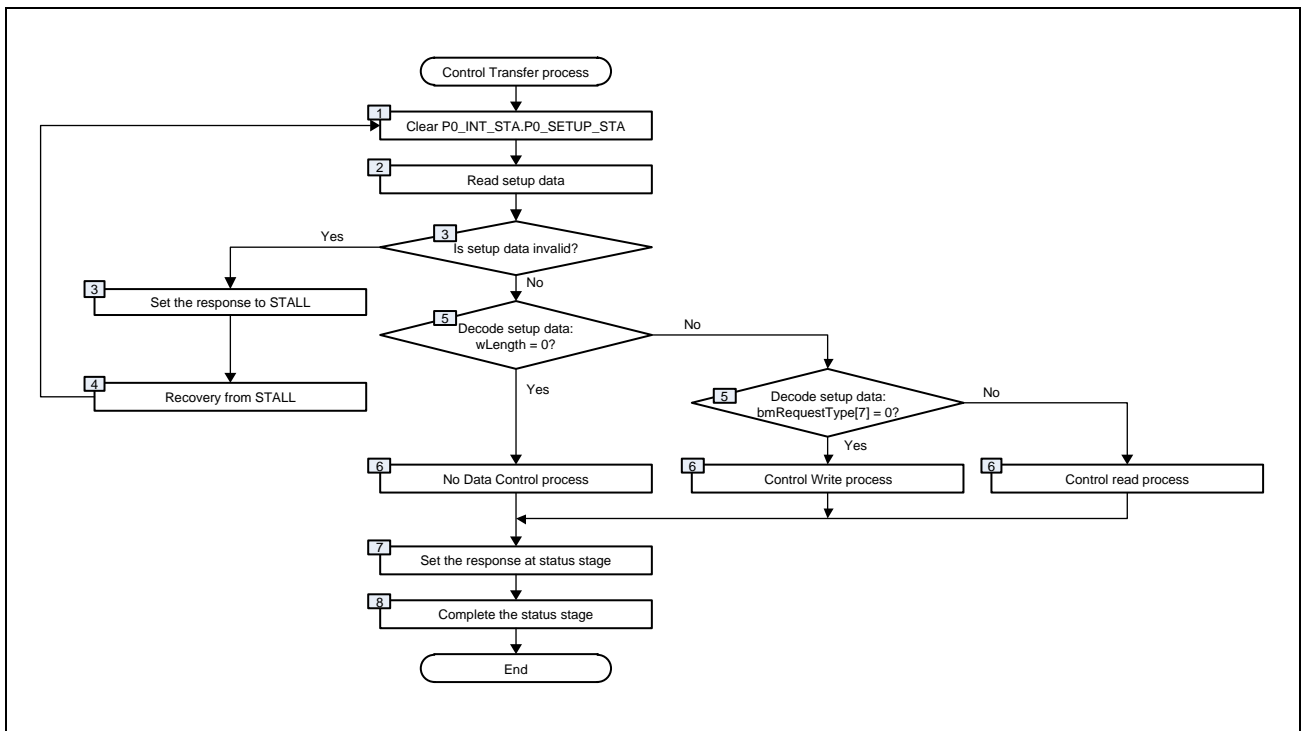 Control Transfer process
1
Clear P0_INT_STA.P0_SETUP_STA
2
Read setup data
3
Is setup data invalid?
Yes
No
3
Set the response to STALL
4
Recovery from STALL
5
Decode setup data:
wLength = 0?
No
Yes
5
Decode setup data:
bmRequestType[7] = 0?
No
Yes
6
No Data Control process
6
Control Write process
6
Control read process
7
Set the response at status stage
8
Complete the status stage
End